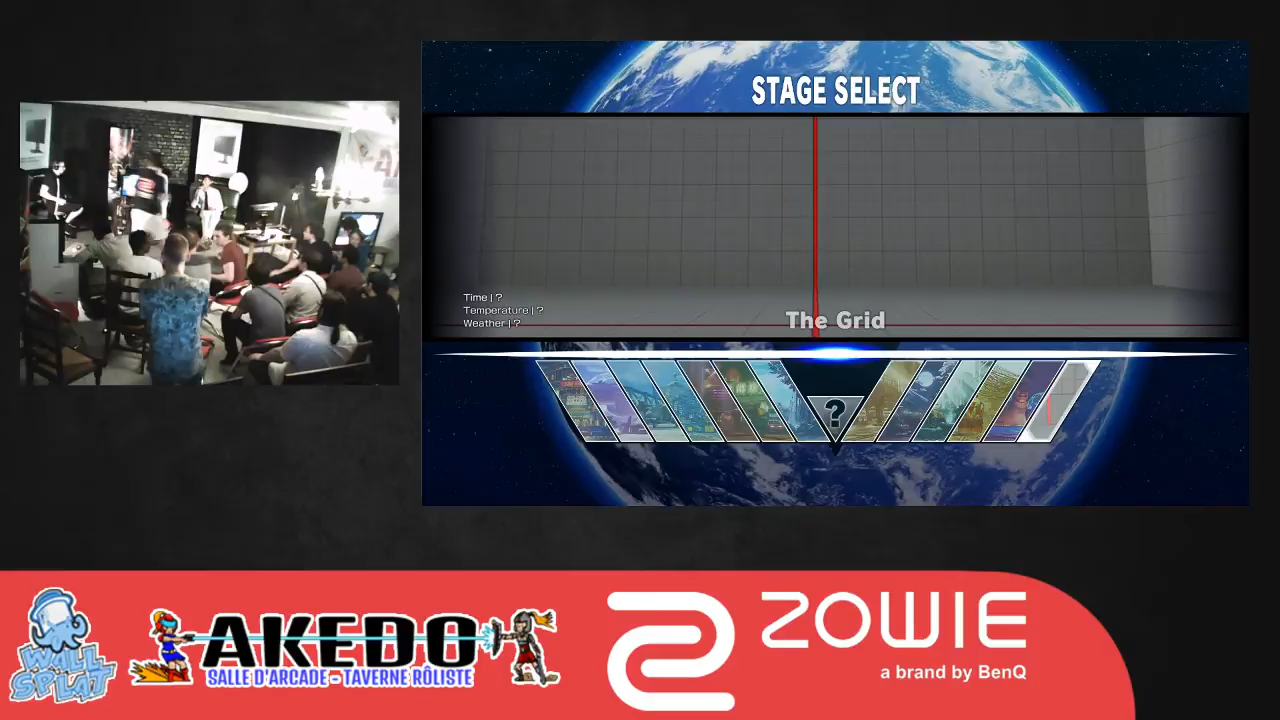 STAGE SELECT
Time | ?
Temperature | ?
Weather | ?
The Grid
?
WALL
SPLAT
AKEDO
SALLE D'ARCADE - TAVERNE RÔLISTE
ZOWIE
a brand by BenQ